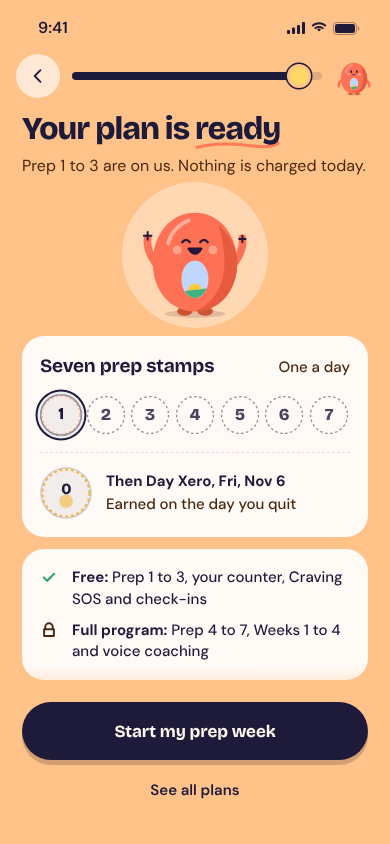 9:41
Your plan is ready
Prep 1 to 3 are on us. Nothing is charged today.
Seven prep stamps
One a day
1 2 3 4 5 6 7
0
Then Day Xero, Fri, Nov 6
Earned on the day you quit
Free: Prep 1 to 3, your counter, Craving
SOS and check-ins
Full program: Prep 4 to 7, Weeks 1 to 4
and voice coaching
Start my prep week
See all plans